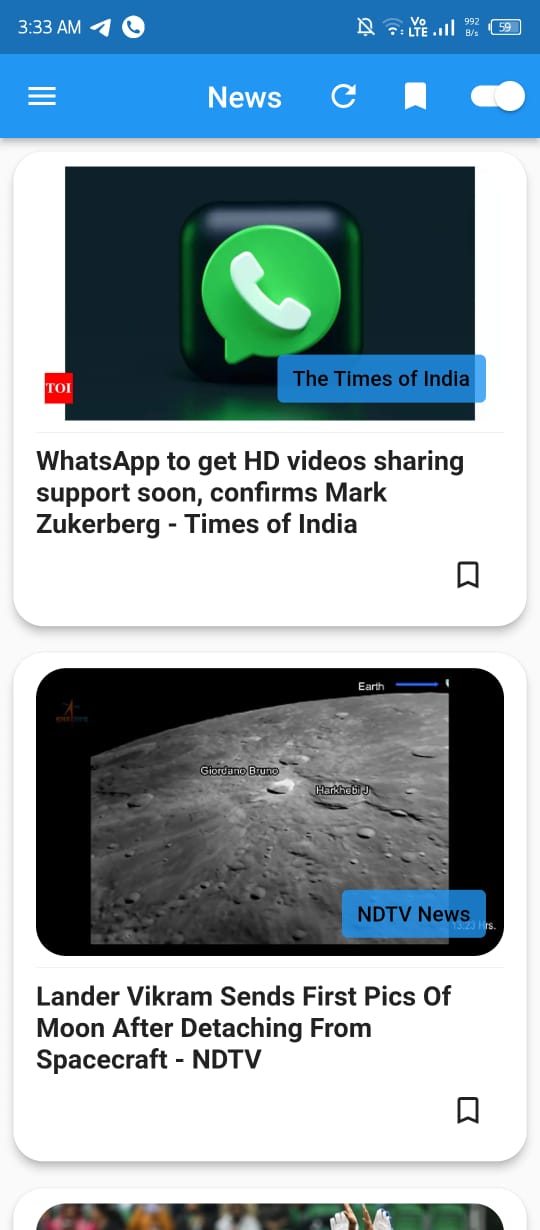 3:33 AM Vo LTE 992 B/s 59
News
TOI
The Times of India
WhatsApp to get HD videos sharing
support soon, confirms Mark
Zukerberg - Times of India
Earth
Giordano Bruno
Harkhebi J
NDTV News
13:23 Hrs.
Lander Vikram Sends First Pics Of
Moon After Detaching From
Spacecraft - NDTV